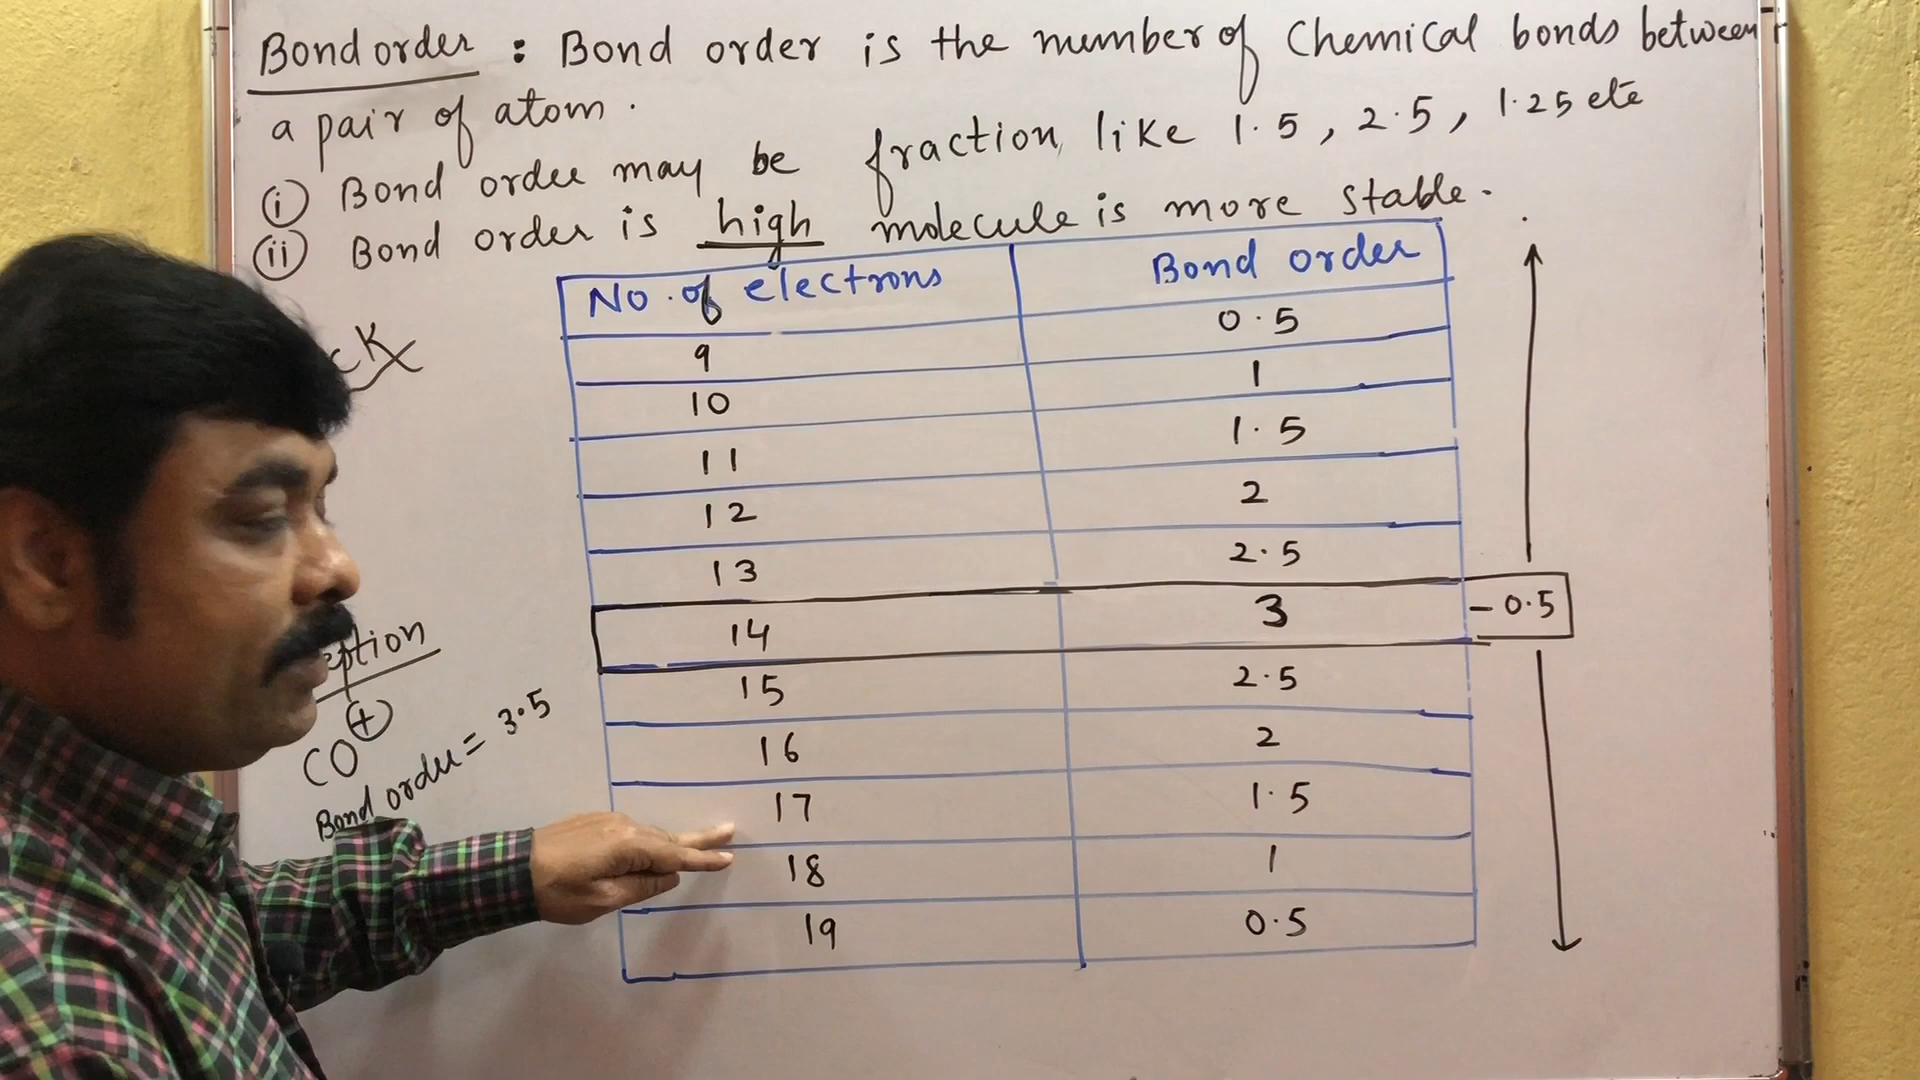 Bond order : Bond order is the number of Chemical bonds between
a pair of atom .
(i) Bond order may be fraction, like 1.5, 2.5, 1.25 etc
(ii) Bond order is high molecule is more stable.
No. of electrons Bond order
9 0.5
10 1
11 1.5
12 2
13 2.5
14 3 - 0.5
15 2.5
16 2
17 1.5
18 1
19 0.5
CO+
Bond order = 3.5